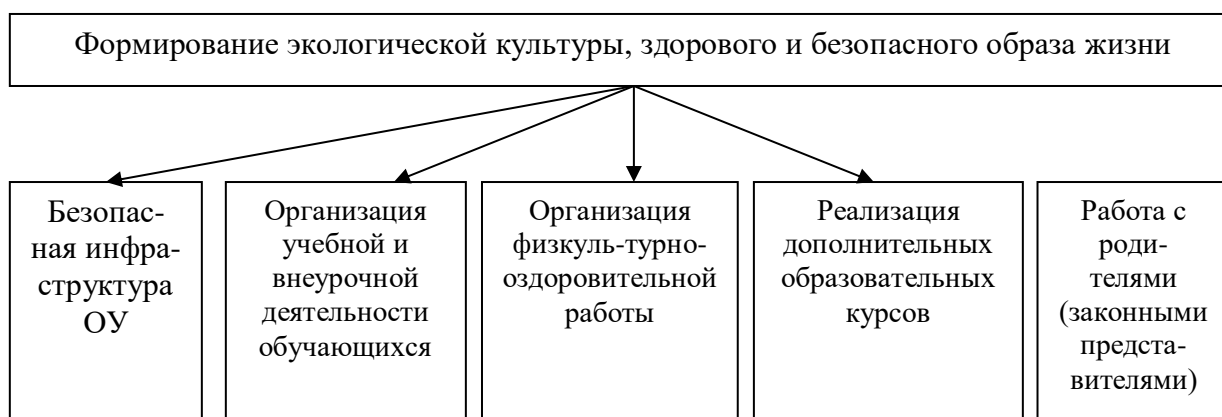 Формирование экологической культуры, здорового и безопасного образа жизни
Безопас-
ная инфра-
структура
ОУ
Организация
учебной и
внеурочной
деятельности
обучающихся
Организация
физкуль-турно-
оздоровительной
работы
Реализация
дополнительных
образовательных
курсов
Работа с
роди-
телями
(законными
предста-
вителями)